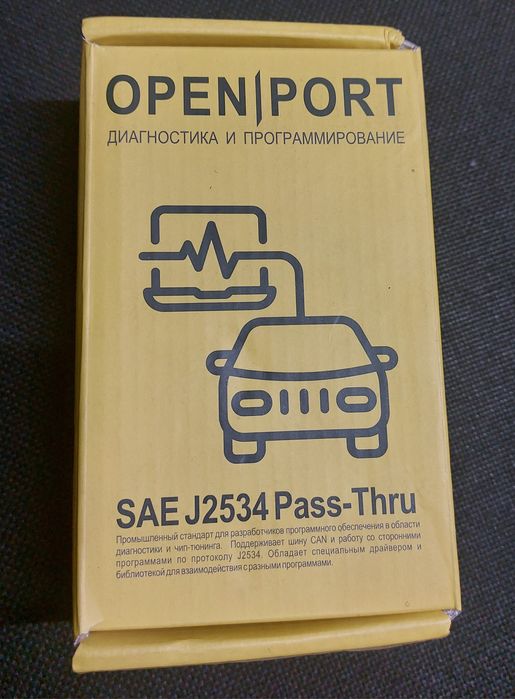 OPEN|PORT
ДИАГНОСТИКА И ПРОГРАММИРОВАНИЕ
SAE J2534 Pass-Thru
Промышленный стандарт для разработчиков программного обеспечения в области
диагностики и чип-тюнинга. Поддерживает шину CAN и работу со сторонними
программами по протоколу J2534. Обладает специальным драйвером и
библиотекой для взаимодействия с разными программами.